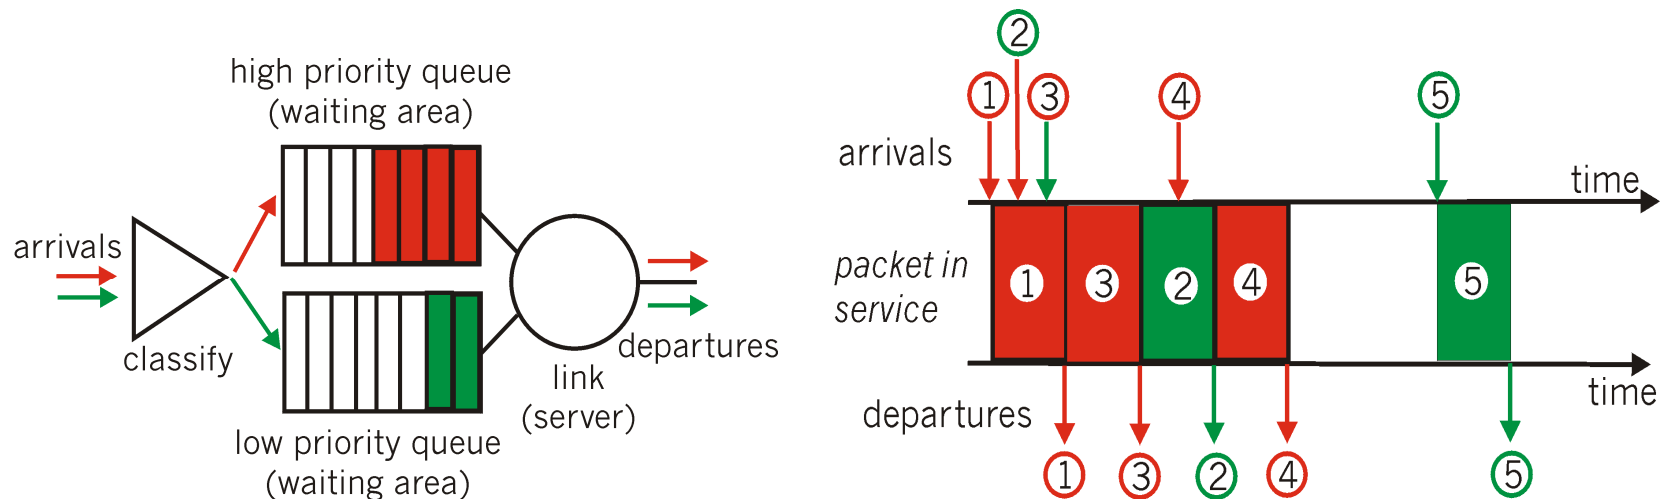 high priority queue
(waiting area)
arrivals
classify
low priority queue
(waiting area)
link
(server)
departures
2
1
3
4
5
arrivals
time
packet in
service
1
3
2
4
5
time
departures
1
3
2
4
5